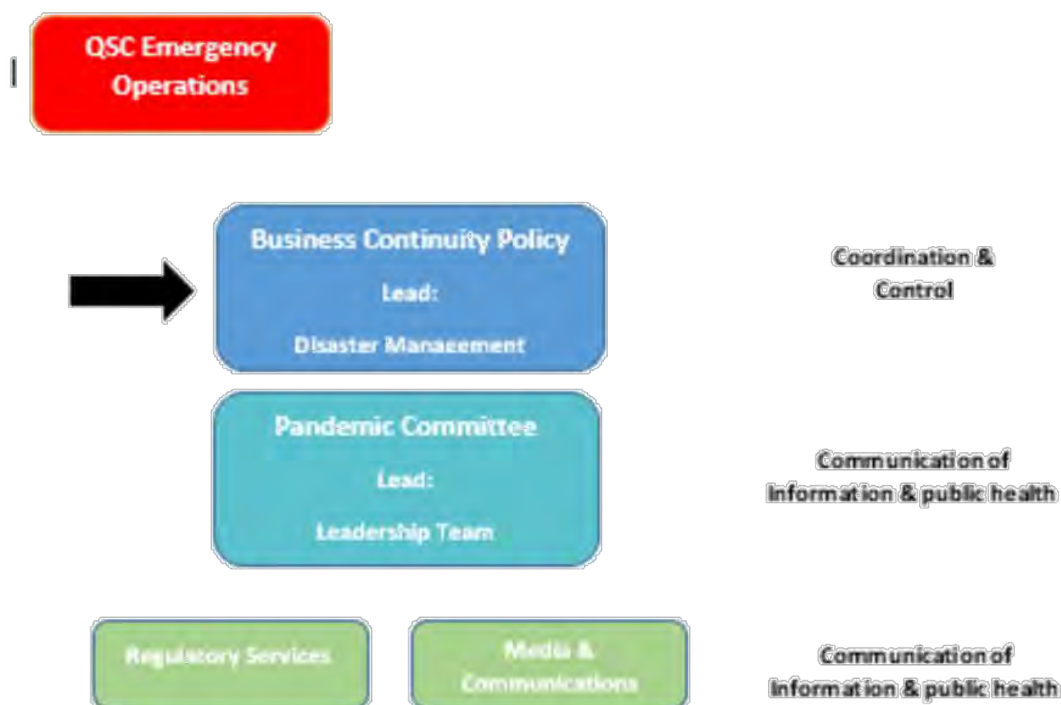 QSC Emergency
Operations
Business Continuity Policy
Lead:
Disaster Management
Coordination &
Control
Pandemic Committee
Lead:
Leadership Team
Communication of
Information & public health
Regulatory Services
Media &
Communications
Communication of
Information & public health